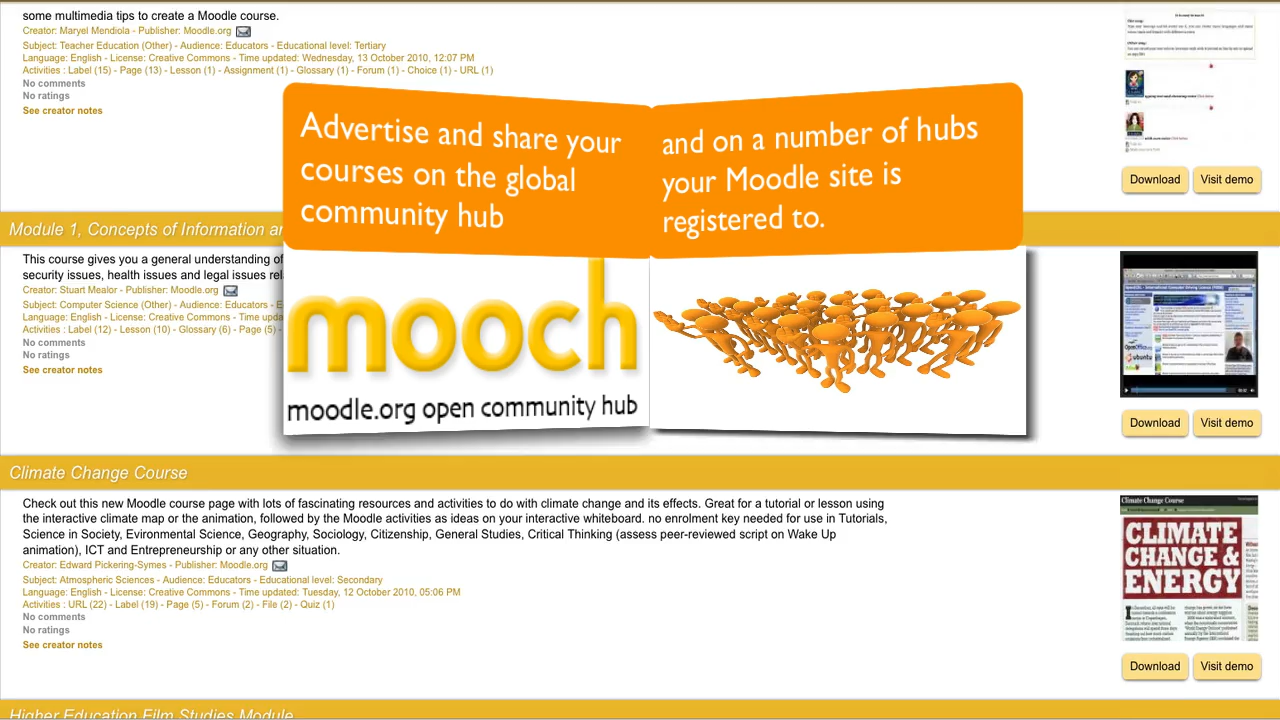 some multimedia tips to create a Moodle course.
Creator: Maryel Mendiola - Publisher: Moodle.org
Subject: Teacher Education (Other) - Audience: Educators - Educational level: Tertiary
Language: English - License: Creative Commons - Time updated: Wednesday, 13 October 2010, 07:07 PM
Activities : Label (15) - Page (13) - Lesson (1) - Assignment (1) - Glossary (1) - Forum (1) - Choice (1) - URL (1)
No comments
No ratings
See creator notes
Download Visit demo
Advertise and share your
courses on the global
community hub
and on a number of hubs
your Moodle site is
registered to.
mooch
moodle.org open community hub
Module 1, Concepts of Information
This course gives you a general understanding of
security issues, health issues and legal issues
Creator: Stuart Mealor - Publisher: Moodle.org
Subject: Computer Science (Other) - Audience: Educators -
Language: English - License: Creative Commons - Time
Activities : Label (12) - Lesson (10) - Glossary (6) - Page (5) -
No comments
No ratings
See creator notes
ubuntu
Download Visit demo
Climate Change Course
Check out this new Moodle course page with lots of fascinating resources and activities to do with climate change and its effects. Great for a tutorial or lesson using
the interactive climate map or the animation, followed by the Moodle activities as ideas on your interactive whiteboard. no enrolment key needed for use in Tutorials,
Science in Society, Evironmental Science, Geography, Sociology, Citizenship, General Studies, Critical Thinking (assess peer-reviewed script on Wake Up
animation), ICT and Entrepreneurship or any other situation.
Creator: Edward Pickering-Symes - Publisher: Moodle.org
Subject: Atmospheric Sciences - Audience: Educators - Educational level: Secondary
Language: English - License: Creative Commons - Time updated: Tuesday, 12 October 2010, 05:06 PM
Activities : URL (22) - Label (19) - Page (5) - Forum (2) - File (2) - Quiz (1)
No comments
No ratings
See creator notes
Climate Change Course
CLIMATE
CHANGE &
ENERGY
Download Visit demo
Higher Education Film Studies Module